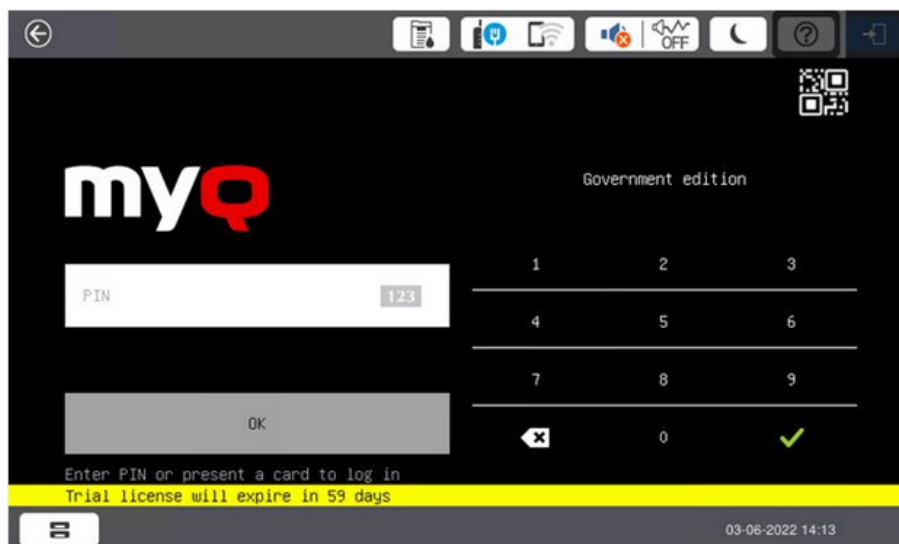 OFF
myQ
Government edition
PIN
123
1 2 3
4 5 6
7 8 9
0
OK
Enter PIN or present a card to log in
Trial license will expire in 59 days
03-06-2022 14:13